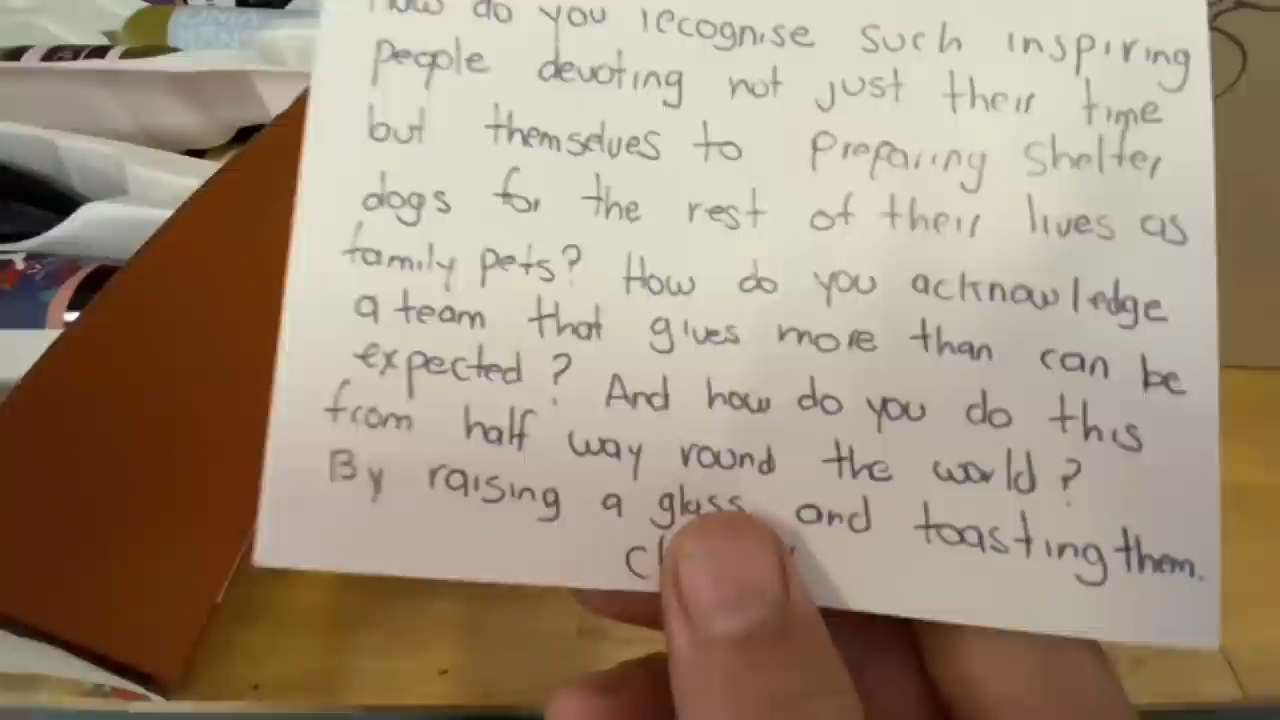 How do you recognise such inspiring
people devoting not just their time
but themselves to preparing shelter
dogs for the rest of their lives as
family pets? How do you acknowledge
a team that gives more than can be
expected? And how do you do this
from half way round the world?
By raising a glass and toasting them.